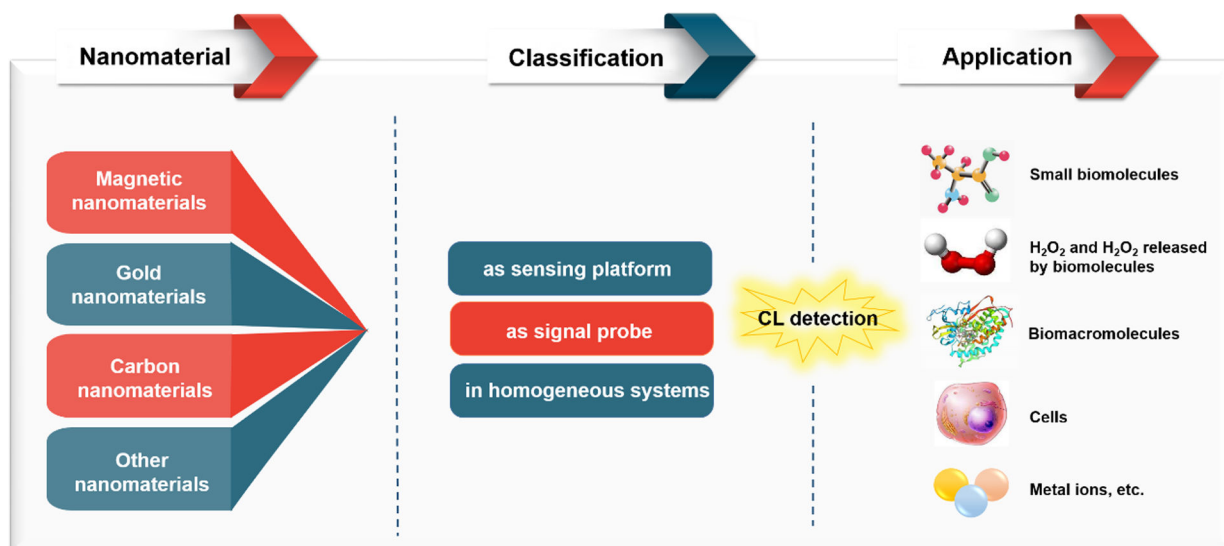 Nanomaterial
Classification
Application
Magnetic
nanomaterials
Gold
nanomaterials
Carbon
nanomaterials
Other
nanomaterials
as sensing platform
as signal probe
in homogeneous systems
CL detection
Small biomolecules
H₂O₂ and H₂O₂ released
by biomolecules
Biomacromolecules
Cells
Metal ions, etc.